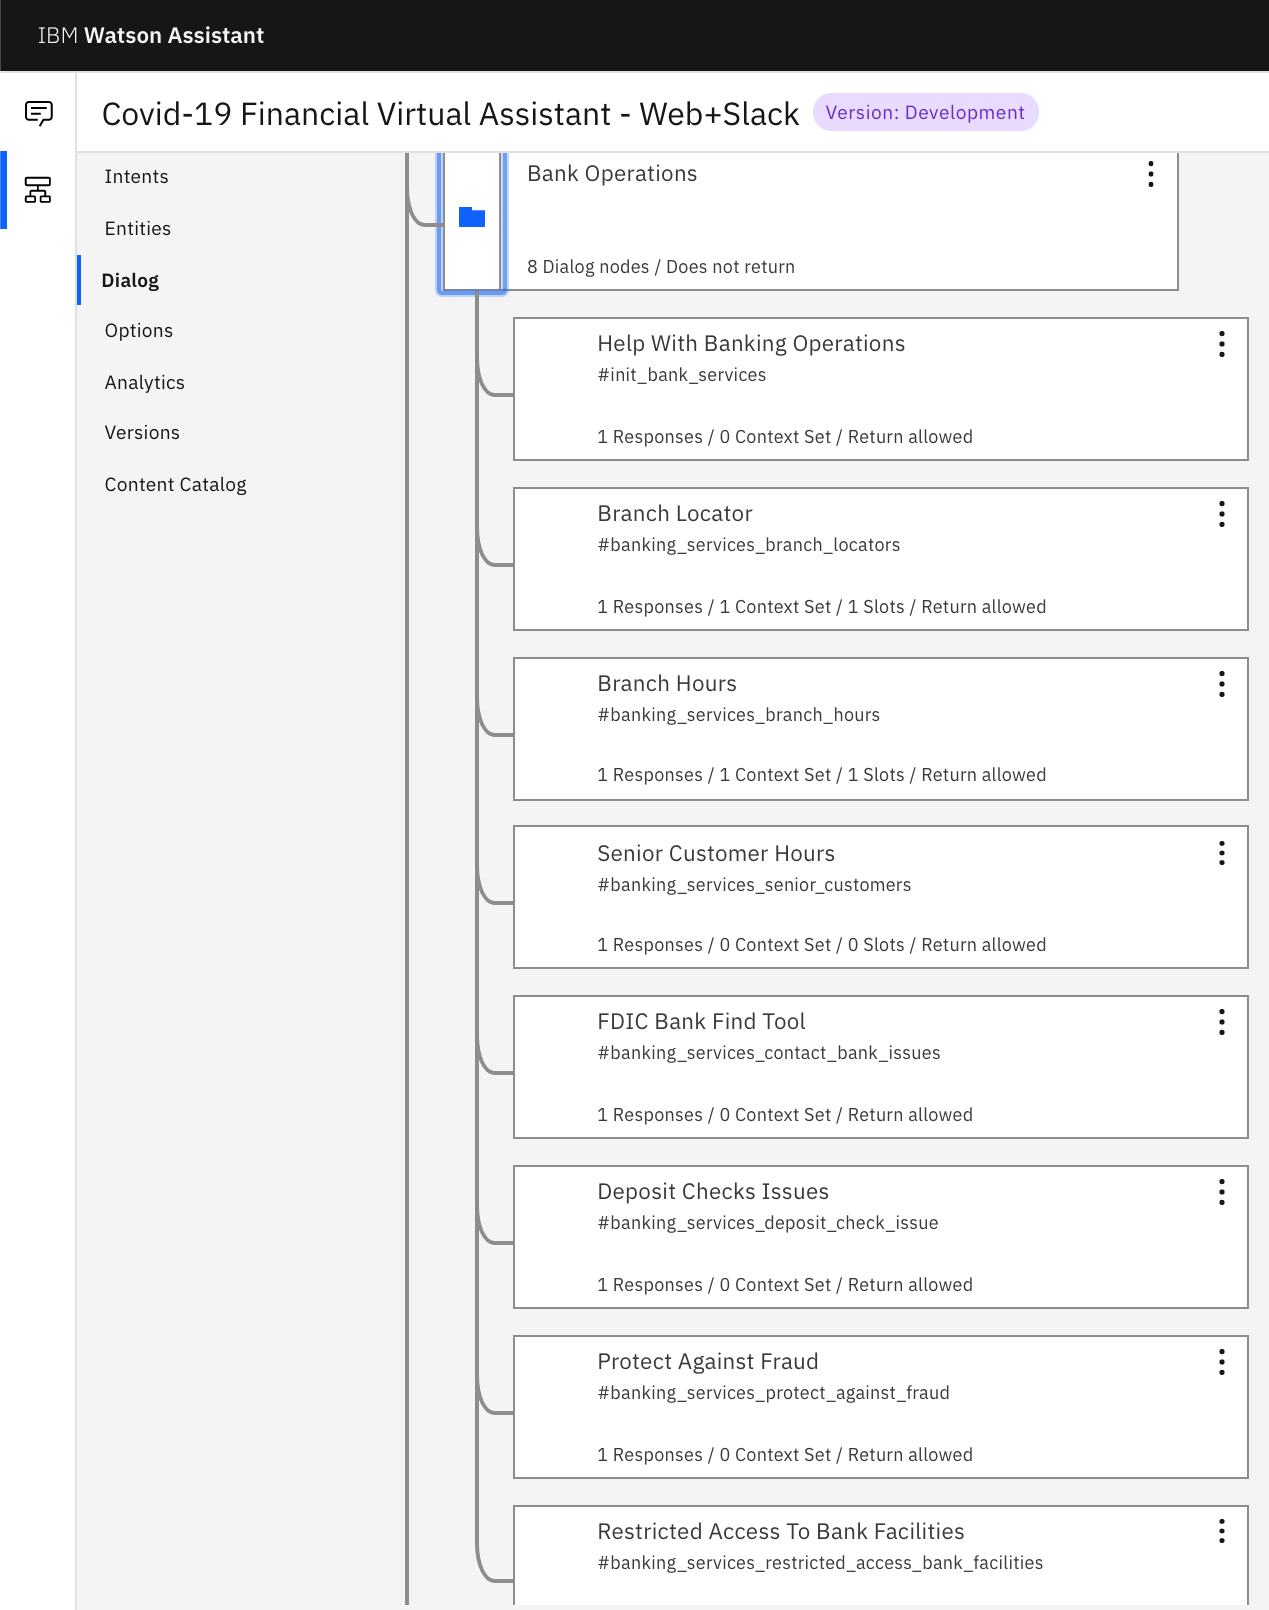 IBM Watson Assistant
Covid-19 Financial Virtual Assistant - Web+Slack Version: Development
Intents
Entities
Dialog
Options
Analytics
Versions
Content Catalog
Bank Operations
8 Dialog nodes / Does not return
Help With Banking Operations
#init_bank_services
1 Responses / 0 Context Set / Return allowed
Branch Locator
#banking_services_branch_locators
1 Responses / 1 Context Set / 1 Slots / Return allowed
Branch Hours
#banking_services_branch_hours
1 Responses / 1 Context Set / 1 Slots / Return allowed
Senior Customer Hours
#banking_services_senior_customers
1 Responses / 0 Context Set / 0 Slots / Return allowed
FDIC Bank Find Tool
#banking_services_contact_bank_issues
1 Responses / 0 Context Set / Return allowed
Deposit Checks Issues
#banking_services_deposit_check_issue
1 Responses / 0 Context Set / Return allowed
Protect Against Fraud
#banking_services_protect_against_fraud
1 Responses / 0 Context Set / Return allowed
Restricted Access To Bank Facilities
#banking_services_restricted_access_bank_facilities